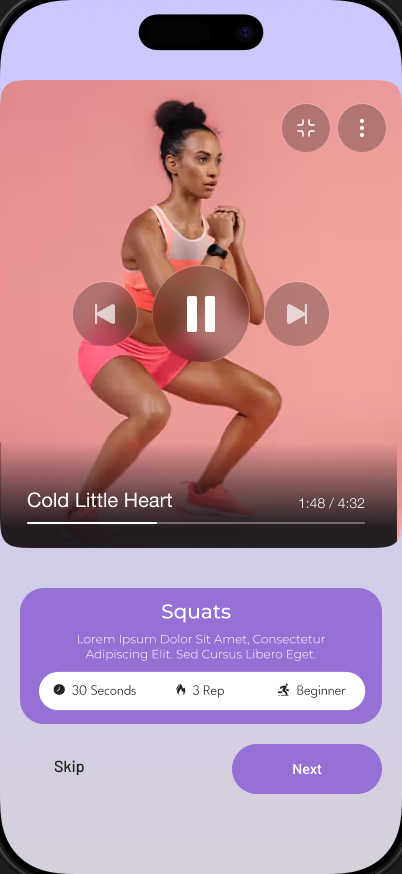 Cold Little Heart
1:48 / 4:32
Squats
Lorem Ipsum Dolor Sit Amet, Consectetur
Adipiscing Elit. Sed Cursus Libero Eget.
30 Seconds
3 Rep
Beginner
Skip
Next